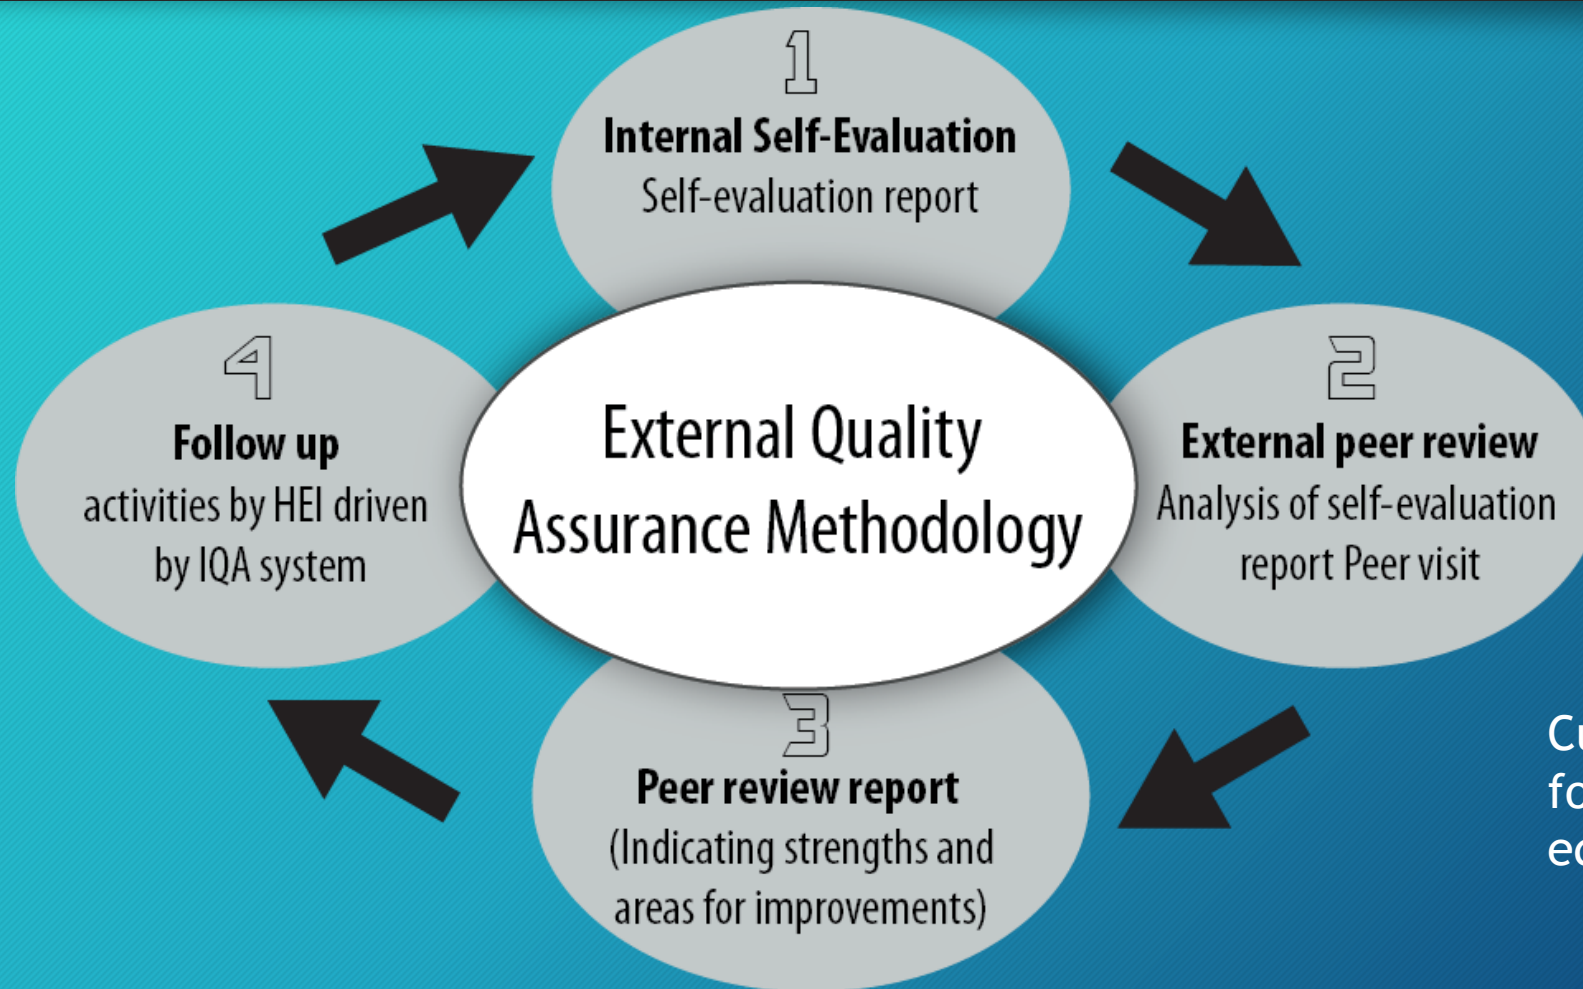 1
Internal Self-Evaluation
Self-evaluation report
2
External peer review
Analysis of self-evaluation
report Peer visit
3
Peer review report
(Indicating strengths and
areas for improvements)
4
Follow up
activities by HEI driven
by IQA system
External Quality
Assurance Methodology